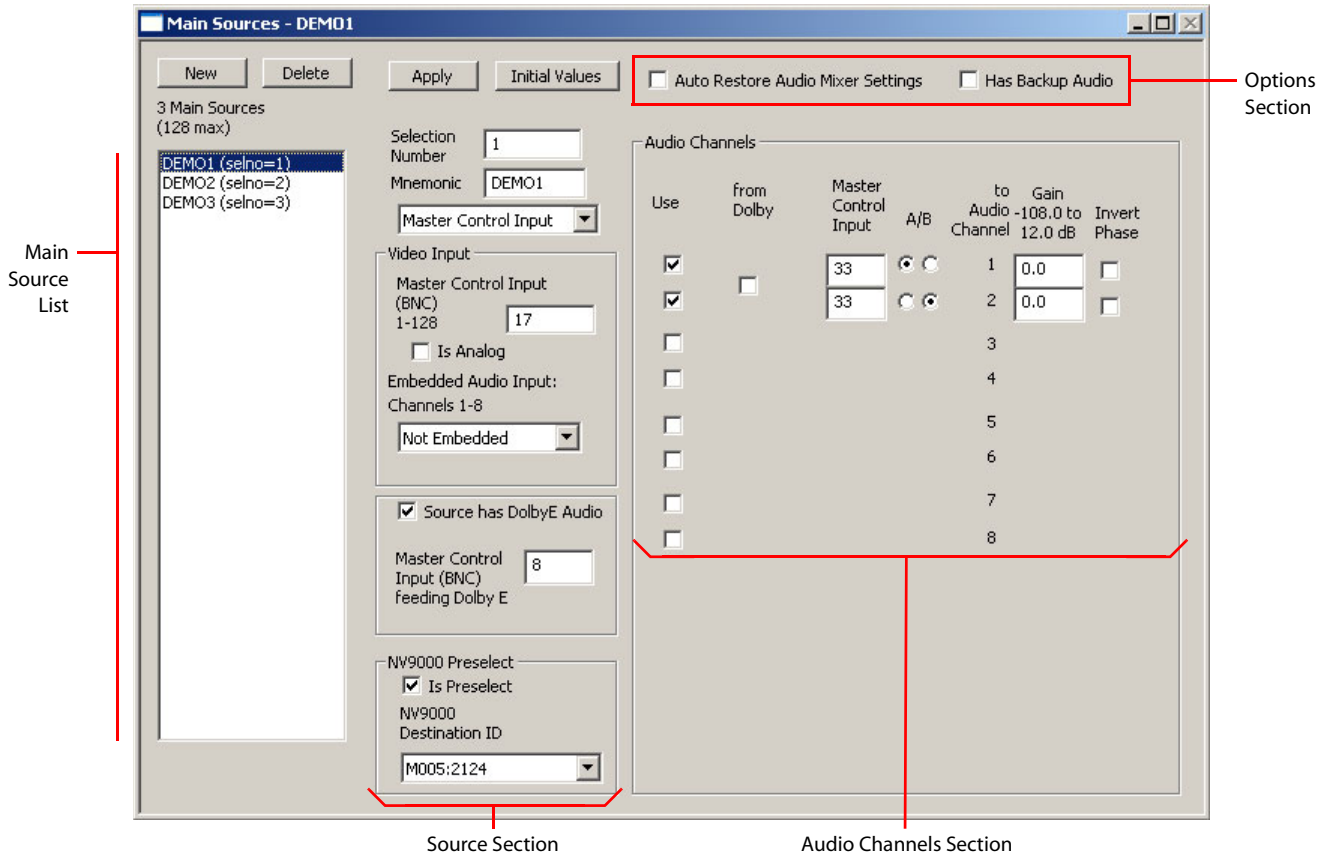 Main Sources - DEMO1
New
Delete
Apply
Initial Values
Auto Restore Audio Mixer Settings
Has Backup Audio
Options
Section
3 Main Sources
(128 max)
DEMO1 (selno=1)
DEMO2 (selno=2)
DEMO3 (selno=3)
Main
Source
List
Selection
Number
1
Mnemonic
DEMO1
Master Control Input
Video Input
Master Control Input
(BNC)
1-128
17
Is Analog
Embedded Audio Input:
Channels 1-8
Not Embedded
Source has DolbyE Audio
Master Control
Input (BNC)
feeding Dolby E
8
NV9000 Preselect
Is Preselect
NV9000
Destination ID
M005:2124
Audio Channels
Use
from
Dolby
Master
Control
Input
A/B
to
Audio
Channel
Gain
-108.0 to
12.0 dB
Invert
Phase
33
1
0.0
33
2
0.0
3
4
5
6
7
8
Source Section
Audio Channels Section